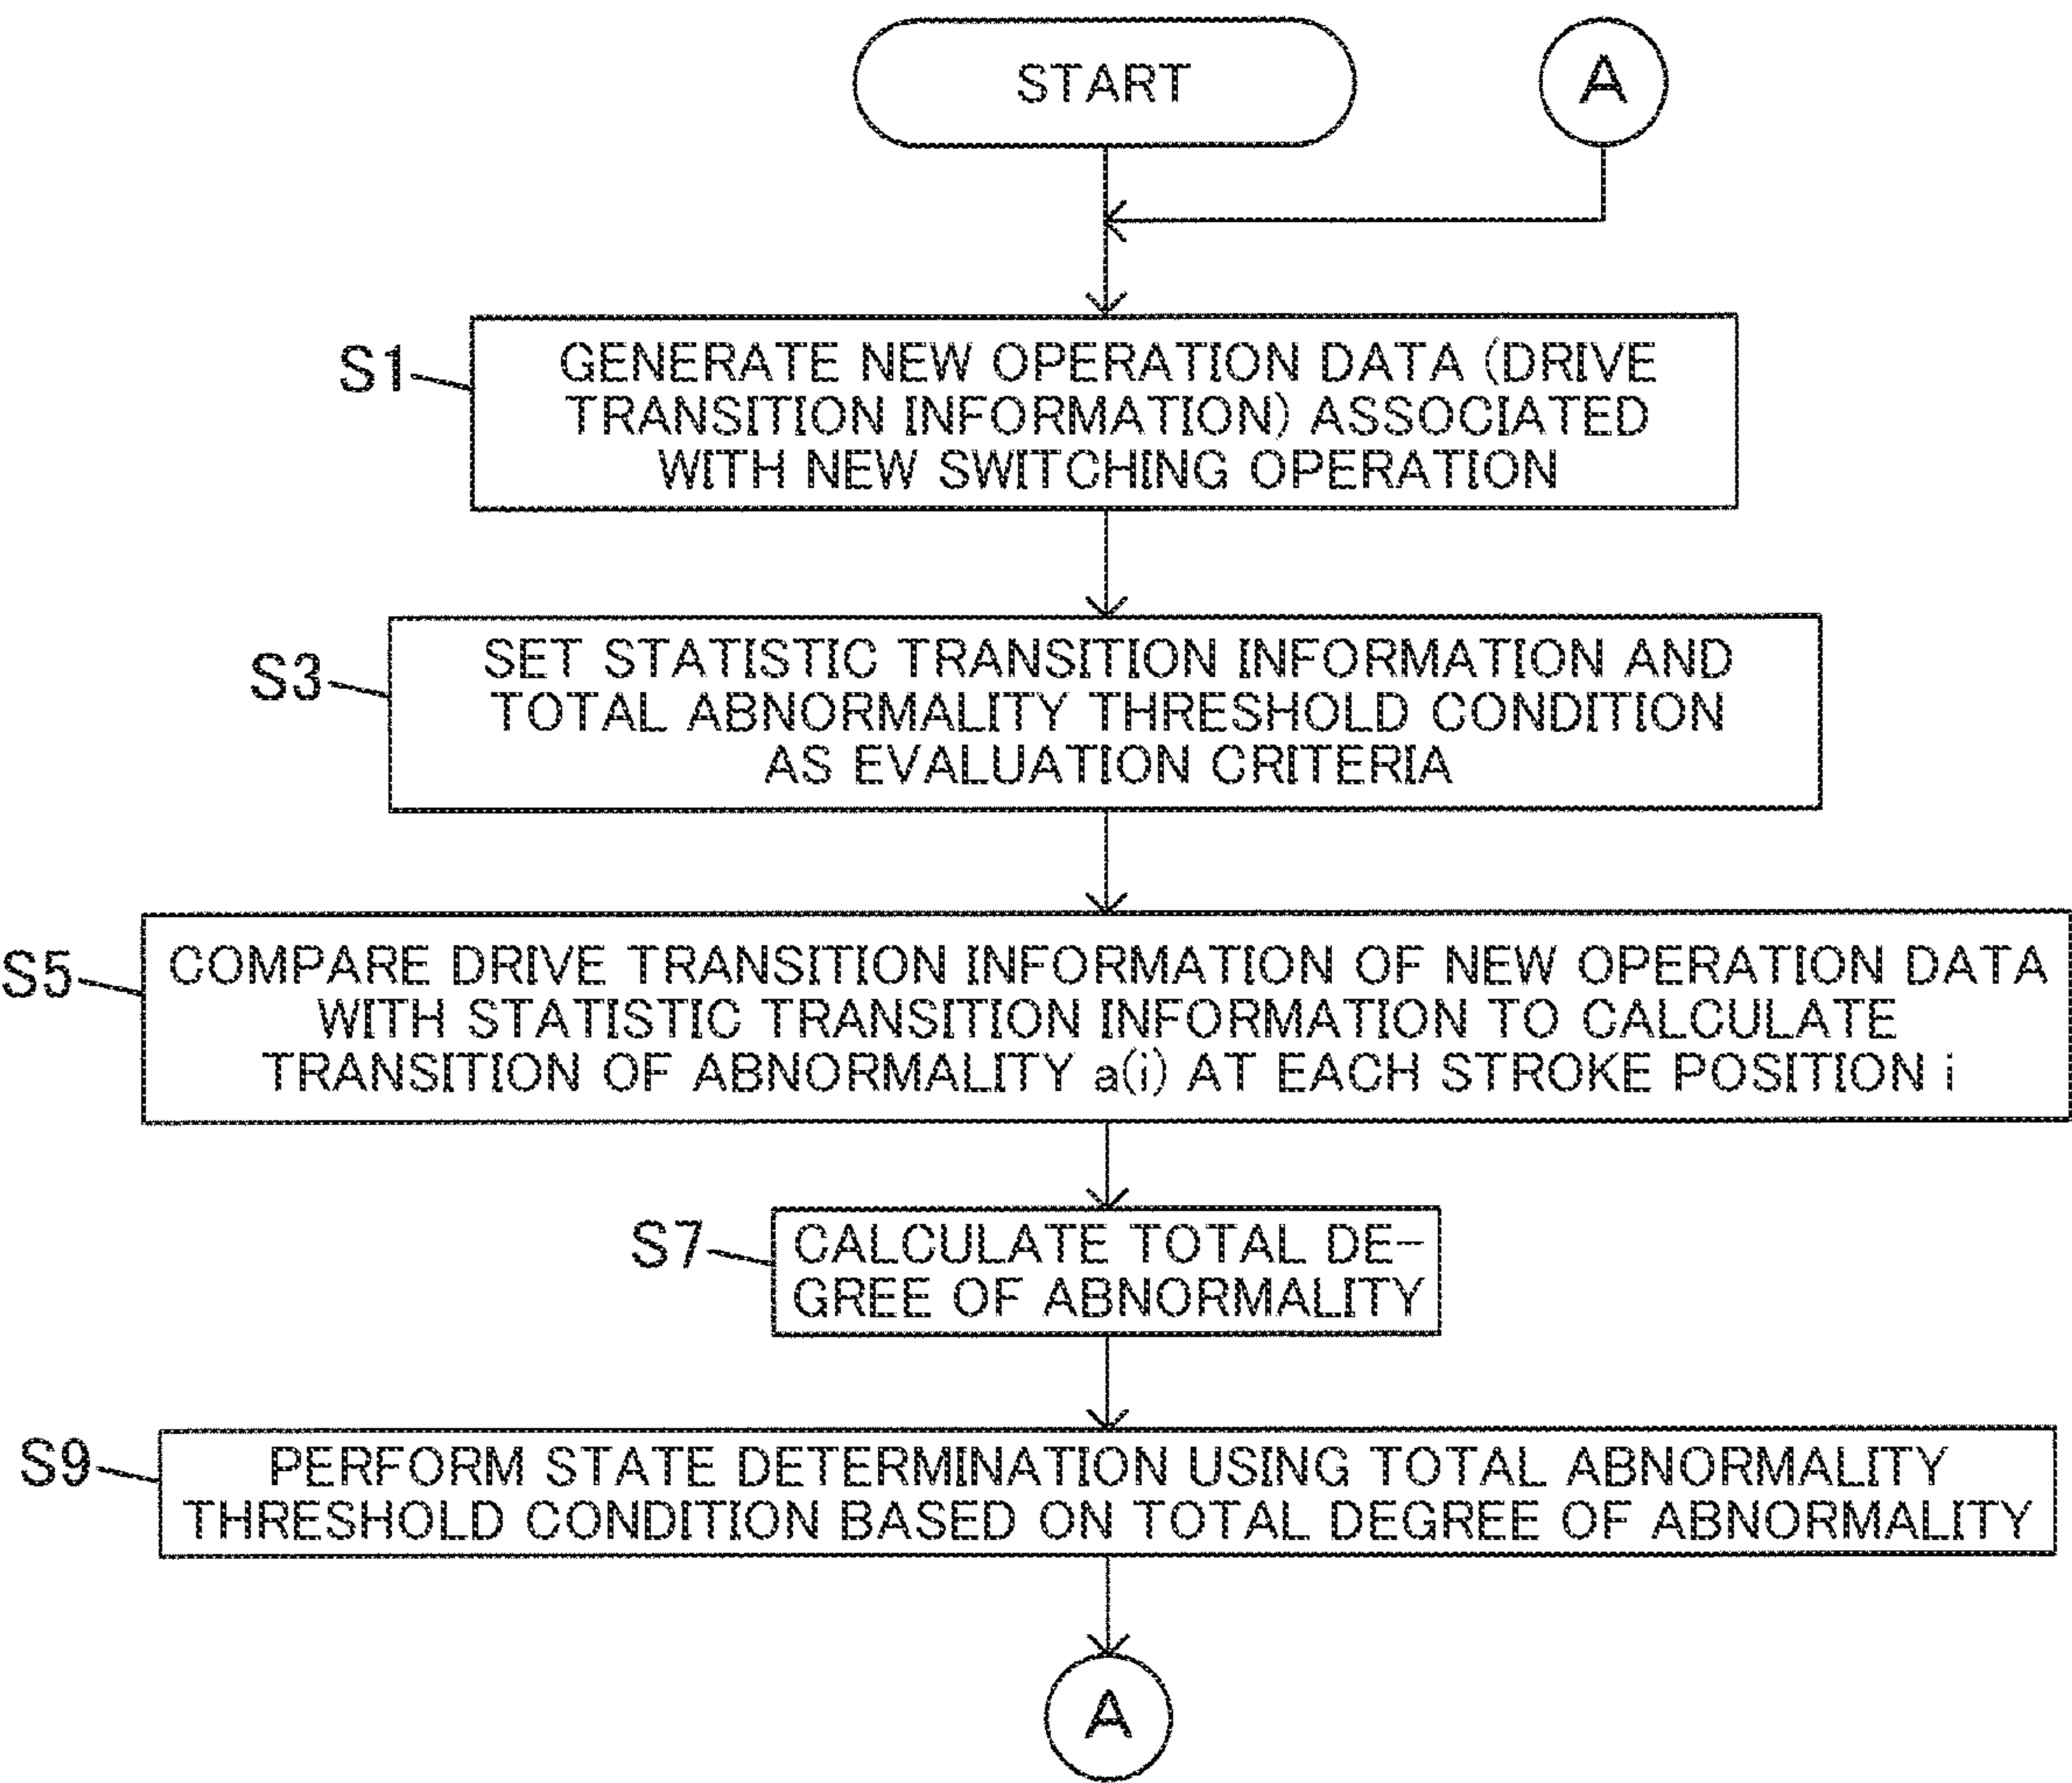 START
A
S1
GENERATE NEW OPERATION DATA (DRIVE
TRANSITION INFORMATION) ASSOCIATED
WITH NEW SWITCHING OPERATION
S3
SET STATISTIC TRANSITION INFORMATION AND
TOTAL ABNORMALITY THRESHOLD CONDITION
AS EVALUATION CRITERIA
S5
COMPARE DRIVE TRANSITION INFORMATION OF NEW OPERATION DATA
WITH STATISTIC TRANSITION INFORMATION TO CALCULATE
TRANSITION OF ABNORMALITY a(i) AT EACH STROKE POSITION i
S7
CALCULATE TOTAL DE-
GREE OF ABNORMALITY
S9
PERFORM STATE DETERMINATION USING TOTAL ABNORMALITY
THRESHOLD CONDITION BASED ON TOTAL DEGREE OF ABNORMALITY
A